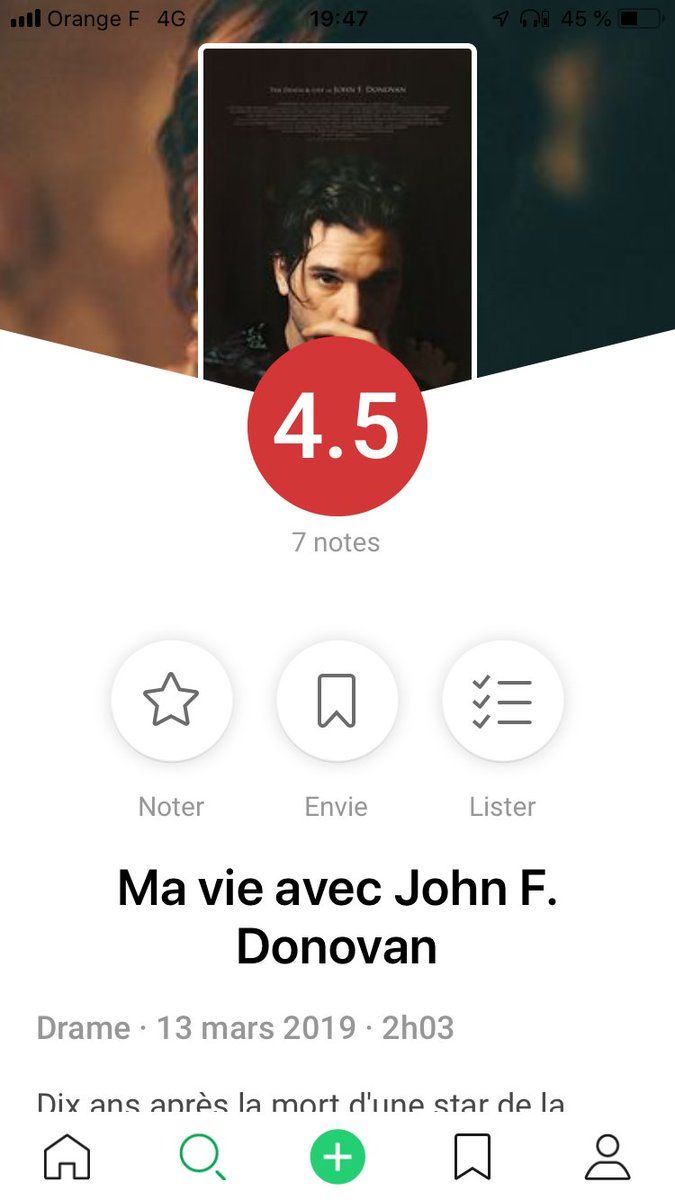 Orange F 4G 19:47 45 %
THE DEATH & LIFE OF JOHN F. DONOVAN
4.5
7 notes
Noter Envie Lister
Ma vie avec John F.
Donovan
Drame · 13 mars 2019 · 2h03
Dix ans après la mort d'une star de la